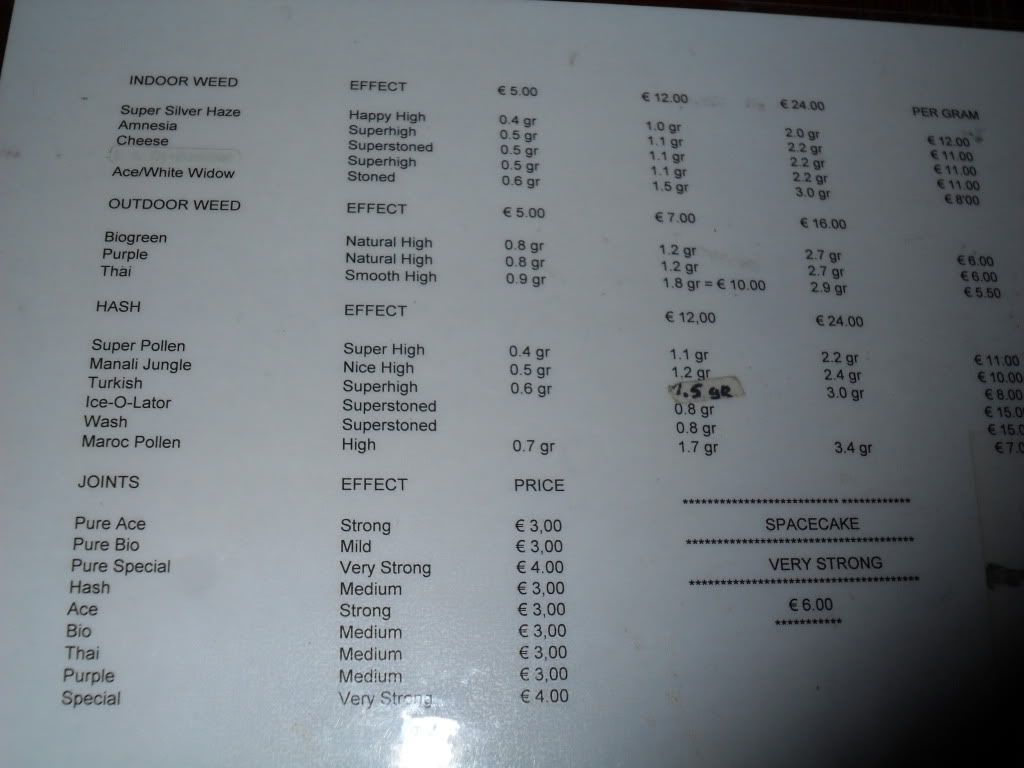 INDOOR WEED EFFECT € 5.00 € 12.00 € 24.00 PER GRAM
Super Silver Haze Happy High 0.4 gr 1.0 gr 2.0 gr € 12.00
Amnesia Superhigh 0.5 gr 1.1 gr 2.2 gr € 11.00
Cheese Superstoned 0.5 gr 1.1 gr 2.2 gr € 11.00
Superhigh 0.5 gr 1.1 gr 2.2 gr € 11.00
Ace/White Widow Stoned 0.6 gr 1.5 gr 3.0 gr € 8'00
OUTDOOR WEED EFFECT € 5.00 € 7.00 € 16.00
Biogreen Natural High 0.8 gr 1.2 gr 2.7 gr € 6.00
Purple Natural High 0.8 gr 1.2 gr 2.7 gr € 6.00
Thai Smooth High 0.9 gr 1.8 gr = € 10.00 2.9 gr € 5.50
HASH EFFECT € 12,00 € 24.00
Super Pollen Super High 0.4 gr 1.1 gr 2.2 gr € 11.00
Manali Jungle Nice High 0.5 gr 1.2 gr 2.4 gr € 10.00
Turkish Superhigh 0.6 gr 1.5 gr 3.0 gr € 8.00
Ice-O-Lator Superstoned 0.8 gr € 15.0
Wash Superstoned 0.8 gr € 15.0
Maroc Pollen High 0.7 gr 1.7 gr 3.4 gr € 7.0
JOINTS EFFECT PRICE
Pure Ace Strong € 3,00
Pure Bio Mild € 3,00
Pure Special Very Strong € 4.00
Hash Medium € 3,00
Ace Strong € 3,00
Bio Medium € 3,00
Thai Medium € 3,00
Purple Medium € 3,00
Special Very Strong € 4.00
************************** ************
SPACECAKE
**************************************
VERY STRONG
**************************************
€ 6.00
***********